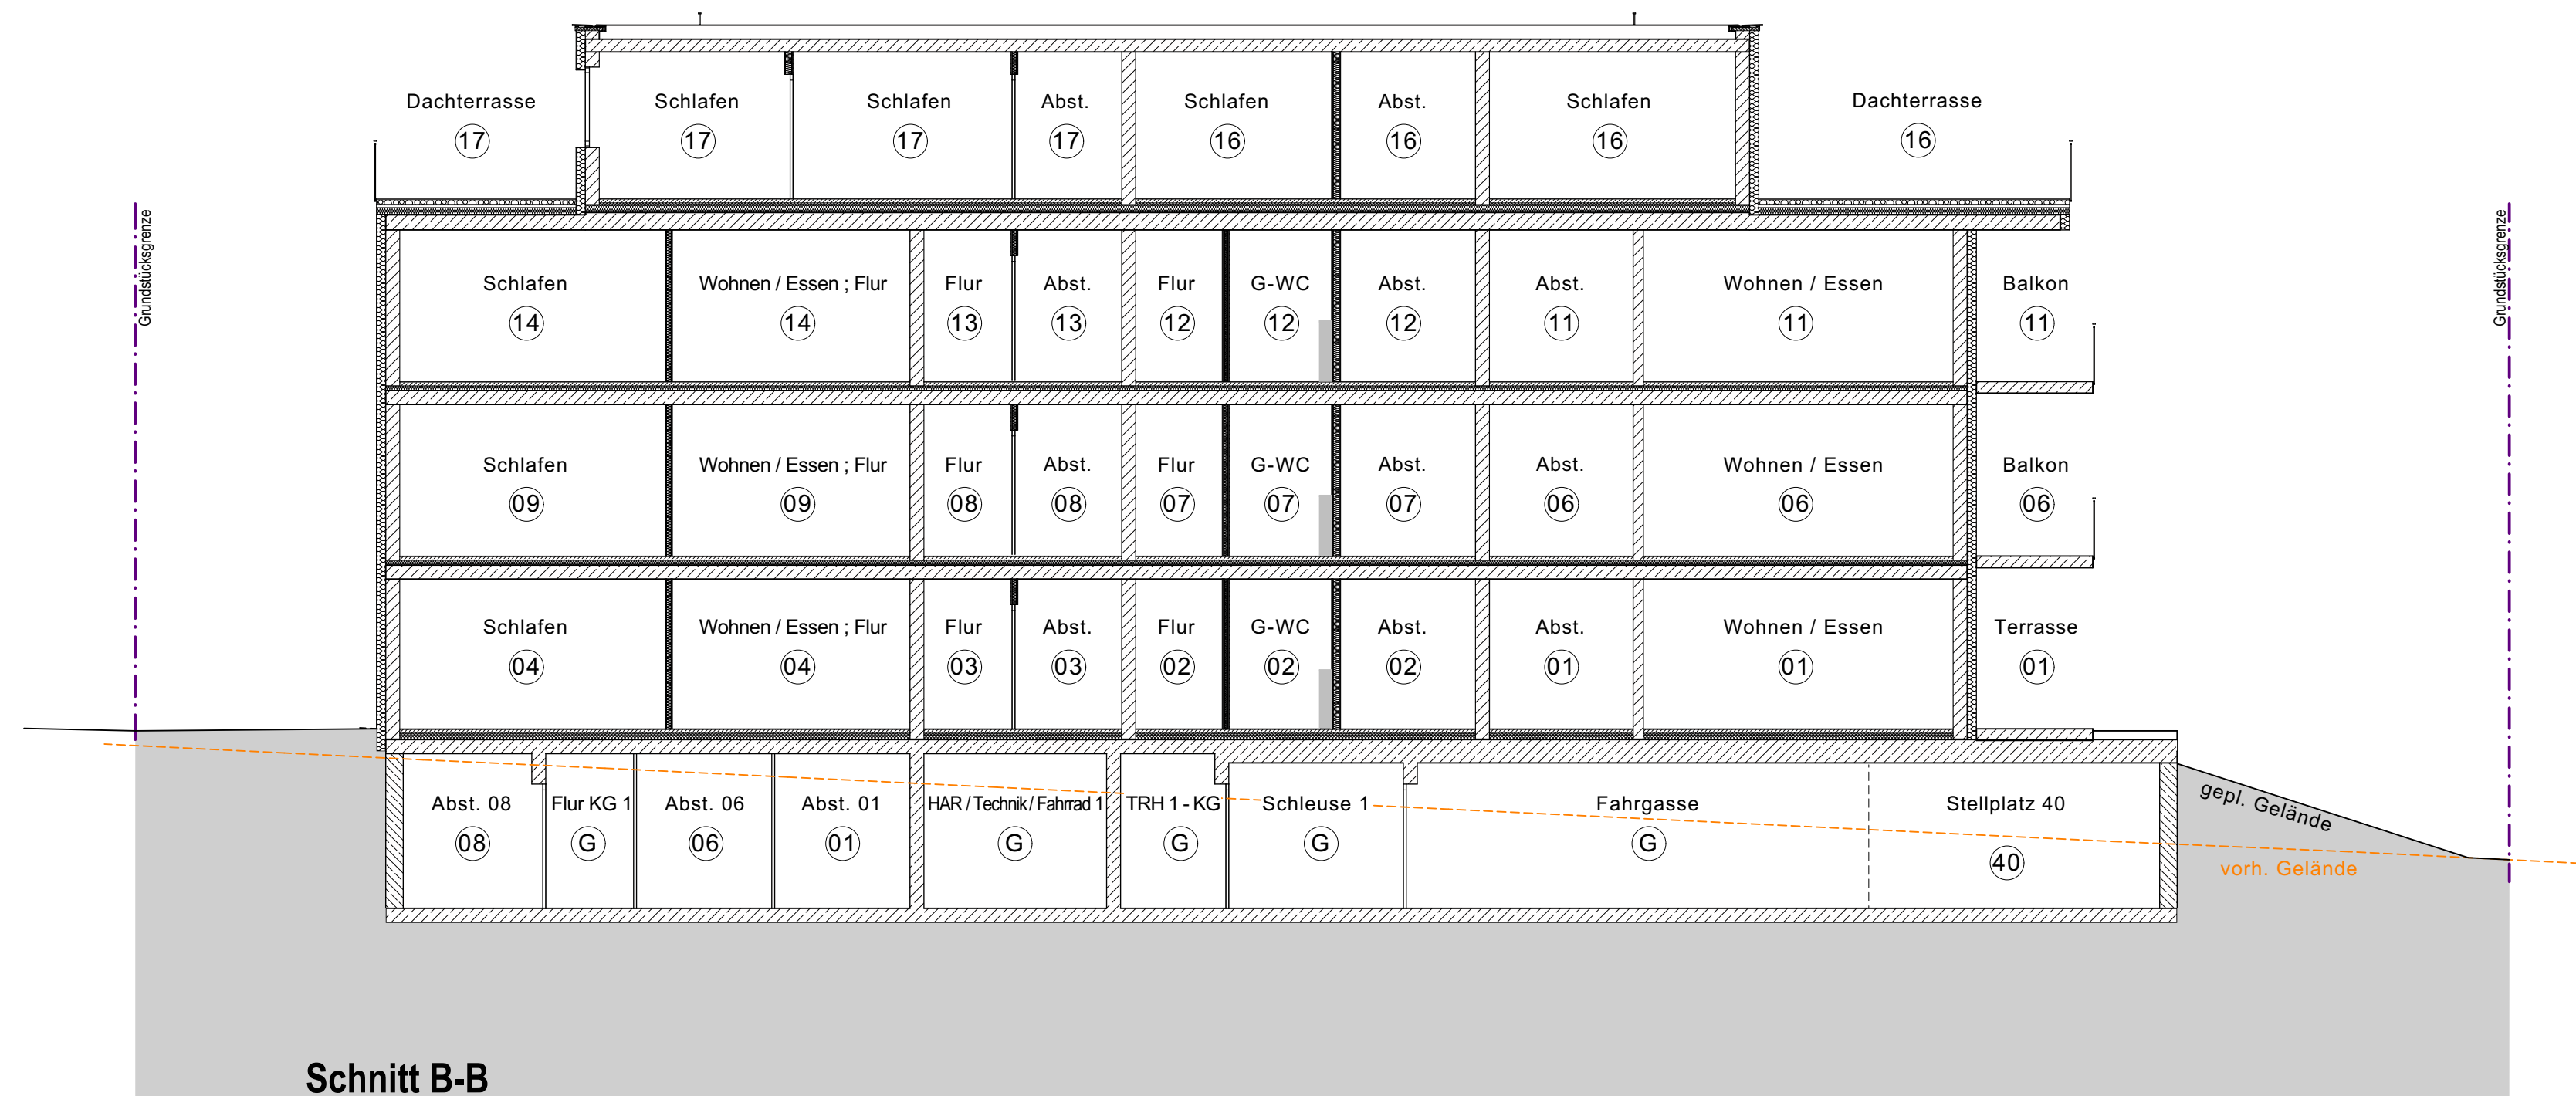 Dachterrasse Schlafen Schlafen Abst. Schlafen Abst. Schlafen Dachterrasse
17 17 17 17 16 16 16 16
Grundstücksgrenze Grundstücksgrenze
Schlafen Wohnen / Essen ; Flur Flur Abst. Flur G-WC Abst. Abst. Wohnen / Essen Balkon
14 14 13 13 12 12 12 11 11 11
Schlafen Wohnen / Essen ; Flur Flur Abst. Flur G-WC Abst. Abst. Wohnen / Essen Balkon
09 09 08 08 07 07 07 06 06 06
Schlafen Wohnen / Essen ; Flur Flur Abst. Flur G-WC Abst. Abst. Wohnen / Essen Terrasse
04 04 03 03 02 02 02 01 01 01
Abst. 08 Flur KG 1 Abst. 06 Abst. 01 HAR / Technik / Fahrrad 1 TRH 1 - KG Schleuse 1 Fahrgasse Stellplatz 40
08 G 06 01 G G G G 40
gepl. Gelände
vorh. Gelände
Schnitt B-B